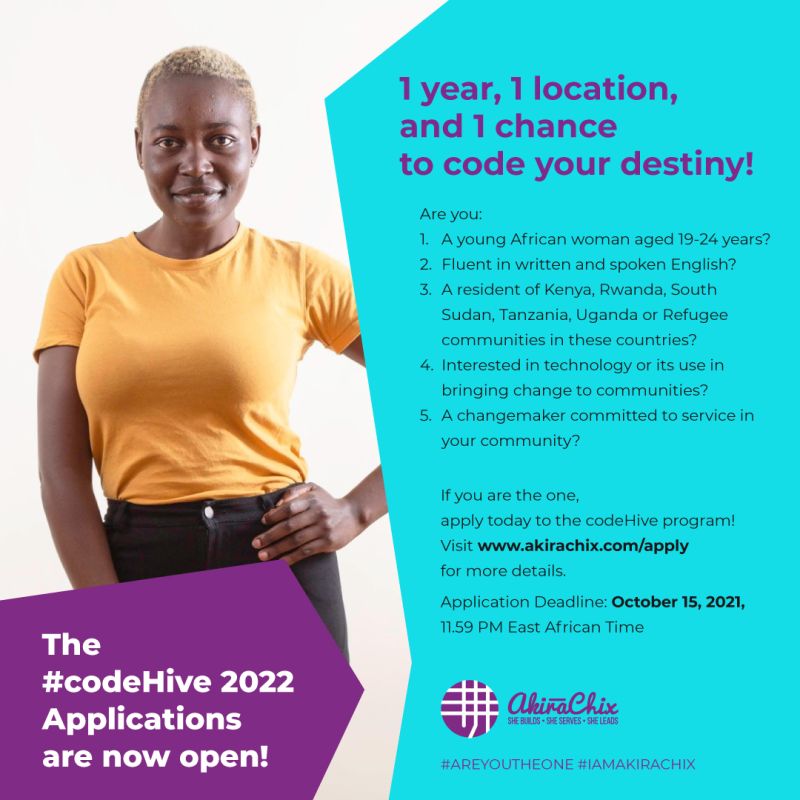 1 year, 1 location,
and 1 chance
to code your destiny!
Are you:
1. A young African woman aged 19-24 years?
2. Fluent in written and spoken English?
3. A resident of Kenya, Rwanda, South
Sudan, Tanzania, Uganda or Refugee
communities in these countries?
4. Interested in technology or its use in
bringing change to communities?
5. A changemaker committed to service in
your community?
If you are the one,
apply today to the codeHive program!
Visit www.akirachix.com/apply
for more details.
Application Deadline: October 15, 2021,
11.59 PM East African Time
The
#codeHive 2022
Applications
are now open!
AkiraChix
SHE BUILDS • SHE SERVES • SHE LEADS
#AREYOUTHEONE #IAMAKIRACHIX